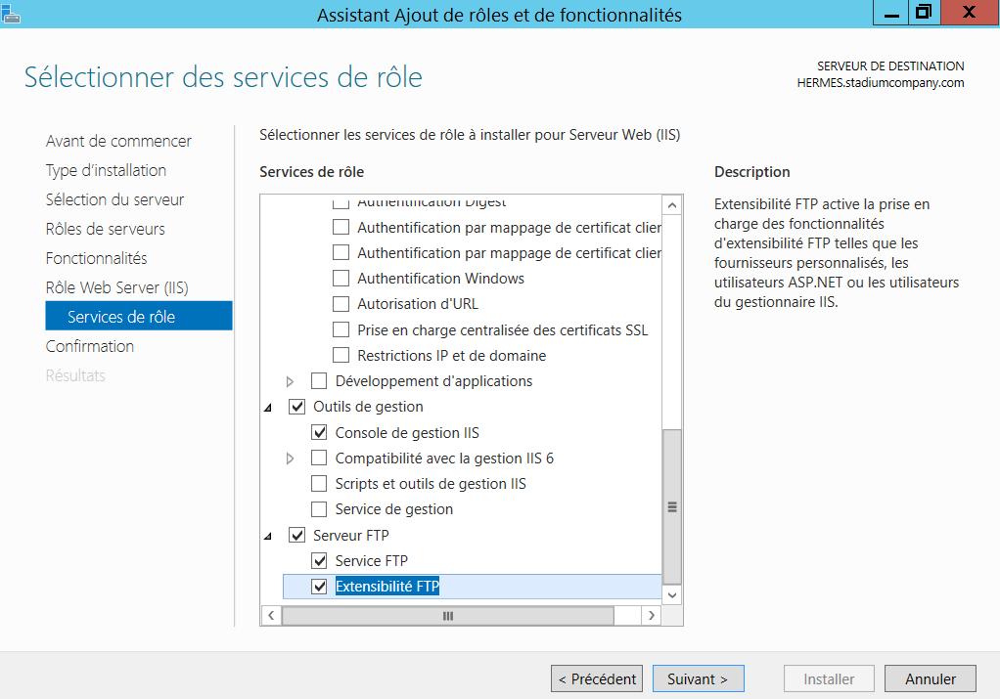 Assistant Ajout de rôles et de fonctionnalités
Sélectionner des services de rôle
SERVEUR DE DESTINATION
HERMES.stadiumcompany.com
Avant de commencer
Type d'installation
Sélection du serveur
Rôles de serveurs
Fonctionnalités
Rôle Web Server (IIS)
Services de rôle
Confirmation
Résultats
Sélectionner les services de rôle à installer pour Serveur Web (IIS)
Services de rôle
Authentification Digest
Authentification par mappage de certificat clier
Authentification par mappage de certificat clier
Authentification Windows
Autorisation d'URL
Prise en charge centralisée des certificats SSL
Restrictions IP et de domaine
Développement d'applications
Outils de gestion
Console de gestion IIS
Compatibilité avec la gestion IIS 6
Scripts et outils de gestion IIS
Service de gestion
Serveur FTP
Service FTP
Extensibilité FTP
Description
Extensibilité FTP active la prise en
charge des fonctionnalités
d'extensibilité FTP telles que les
fournisseurs personnalisés, les
utilisateurs ASP.NET ou les utilisateurs
du gestionnaire IIS.
< Précédent
Suivant >
Installer
Annuler